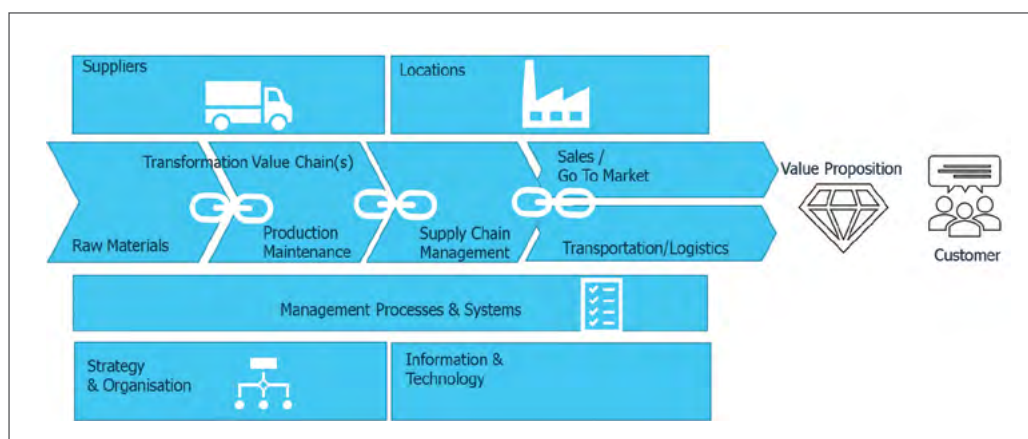 Suppliers
Locations
Transformation Value Chain(s)
Sales /
Go To Market
Value Proposition
Raw Materials
Production
Maintenance
Supply Chain
Management
Transportation/Logistics
Customer
Management Processes & Systems
Strategy
& Organisation
Information &
Technology